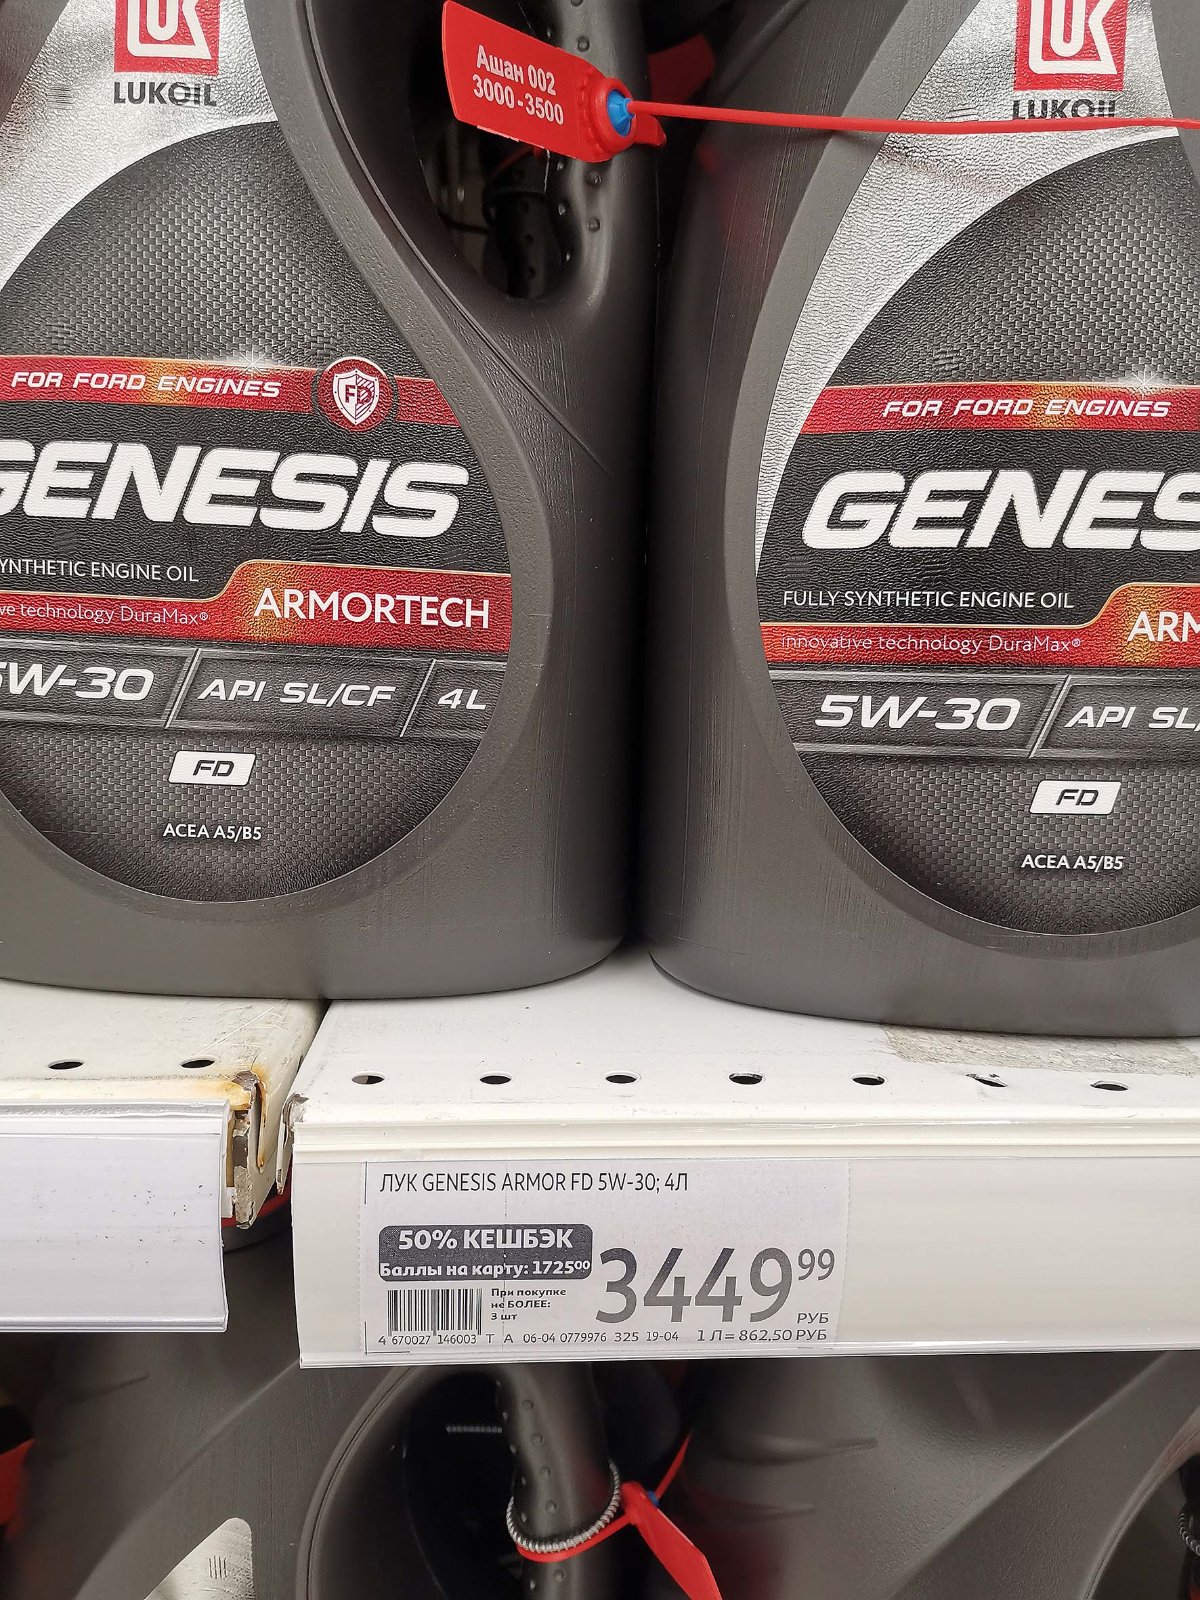 LUKOIL
FOR FORD ENGINES
FD
GENESIS
SYNTHETIC ENGINE OIL
ARMORTECH
technology DuraMax®
5W-30
API SL/CF
4L
FD
ACEA A5/B5
Ашан 002
3000-3500
LUKOIL
FOR FORD ENGINES
GENES
FULLY SYNTHETIC ENGINE OIL
ARM
innovative technology DuraMax®
5W-30
API SL/
FD
ACEA A5/B5
ЛУК GENESIS ARMOR FD 5W-30; 4Л
50% КЕШБЭК
Баллы на карту: 1725⁰⁰
3449⁹⁹
РУБ
При покупке
не БОЛЕЕ:
3 шт
4 670027 146003 Т А 06-04 0779976 325 19-04 1 Л = 862,50 РУБ